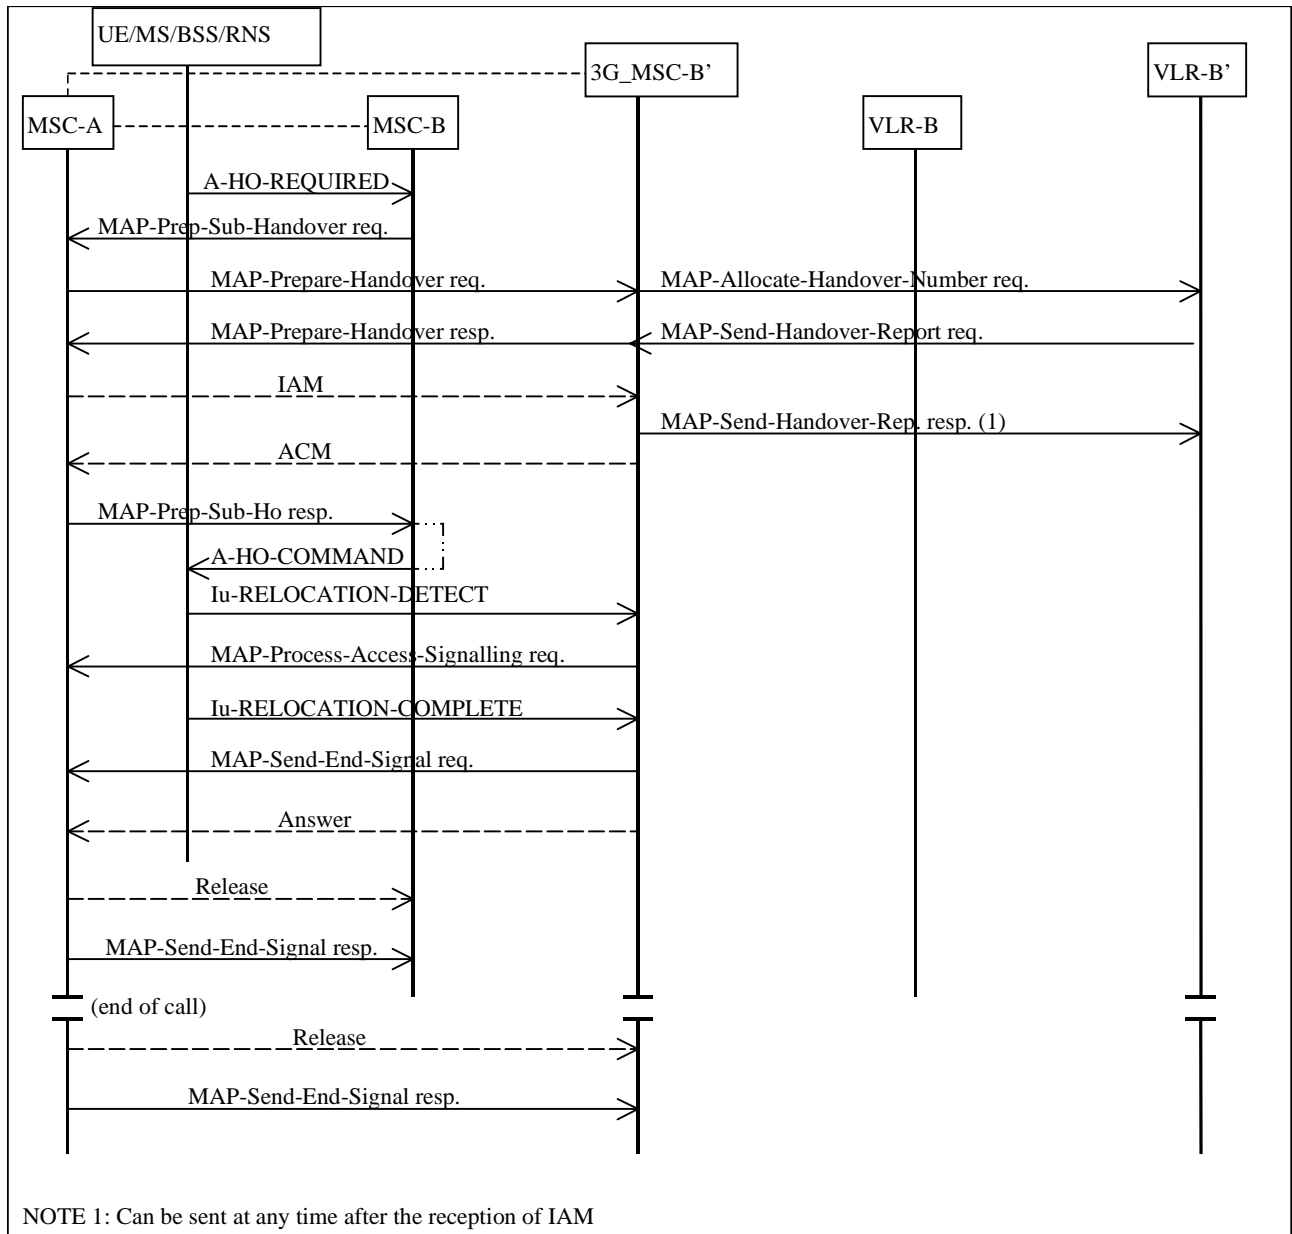 UE/MS/BSS/RNS
3G_MSC-B’
VLR-B’
MSC-A
MSC-B
VLR-B
A-HO-REQUIRED
MAP-Prep-Sub-Handover req.
MAP-Prepare-Handover req.
MAP-Allocate-Handover-Number req.
MAP-Prepare-Handover resp.
MAP-Send-Handover-Report req.
IAM
MAP-Send-Handover-Rep. resp. (1)
ACM
MAP-Prep-Sub-Ho resp.
A-HO-COMMAND
Iu-RELOCATION-DETECT
MAP-Process-Access-Signalling req.
Iu-RELOCATION-COMPLETE
MAP-Send-End-Signal req.
Answer
Release
MAP-Send-End-Signal resp.
(end of call)
Release
MAP-Send-End-Signal resp.
NOTE 1: Can be sent at any time after the reception of IAM